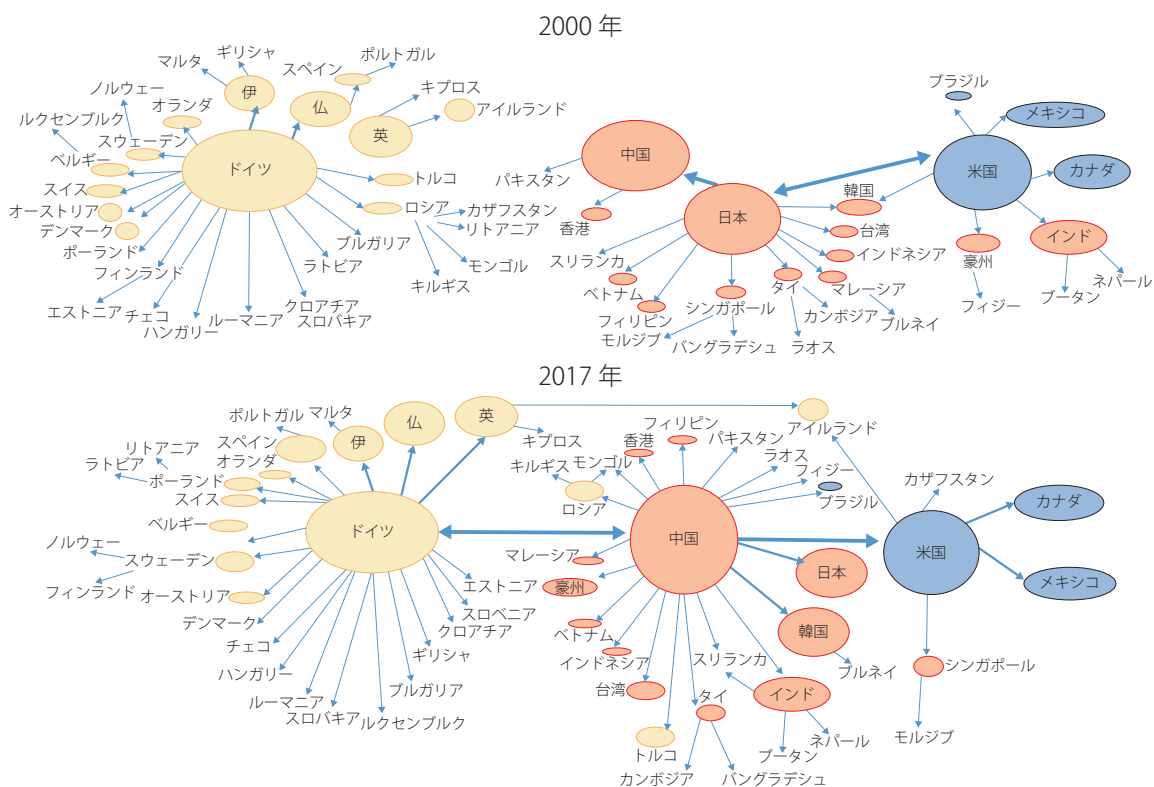 2000 年
ギリシャ
マルタ
ポルトガル
スペイン
ノルウェー
伊
仏
キプロス
オランダ
アイルランド
ルクセンブルク
英
スウェーデン
ベルギー
ドイツ
スイス
トルコ
オーストリア
ロシア
カザフスタン
デンマーク
リトアニア
ポーランド
ブルガリア
フィンランド
ラトビア
モンゴル
キルギス
エストニア
チェコ
クロアチア
ハンガリー
ルーマニア
スロバキア
ブラジル
メキシコ
中国
米国
カナダ
パキスタン
韓国
香港
日本
台湾
インド
スリランカ
インドネシア
豪州
ベトナム
タイ
マレーシア
ネパール
フィリピン
シンガポール
カンボジア
フィジー
ブータン
モルジブ
ブルネイ
バングラデシュ
ラオス
2017 年
ポルトガル
マルタ
仏
英
フィリピン
アイルランド
リトアニア
スペイン
伊
キプロス
香港
パキスタン
ラトビア
オランダ
キルギス
モンゴル
ラオス
ポーランド
フィジー
カザフスタン
スイス
ロシア
ブラジル
カナダ
ベルギー
ドイツ
中国
米国
ノルウェー
スウェーデン
マレーシア
日本
メキシコ
フィンランド
オーストリア
エストニア
豪州
デンマーク
スロベニア
クロアチア
ベトナム
韓国
チェコ
ギリシャ
インドネシア
スリランカ
ブルネイ
シンガポール
ハンガリー
ブルガリア
台湾
タイ
インド
ルーマニア
スロバキア
ルクセンブルク
モルジブ
トルコ
ブータン
ネパール
カンボジア
バングラデシュ